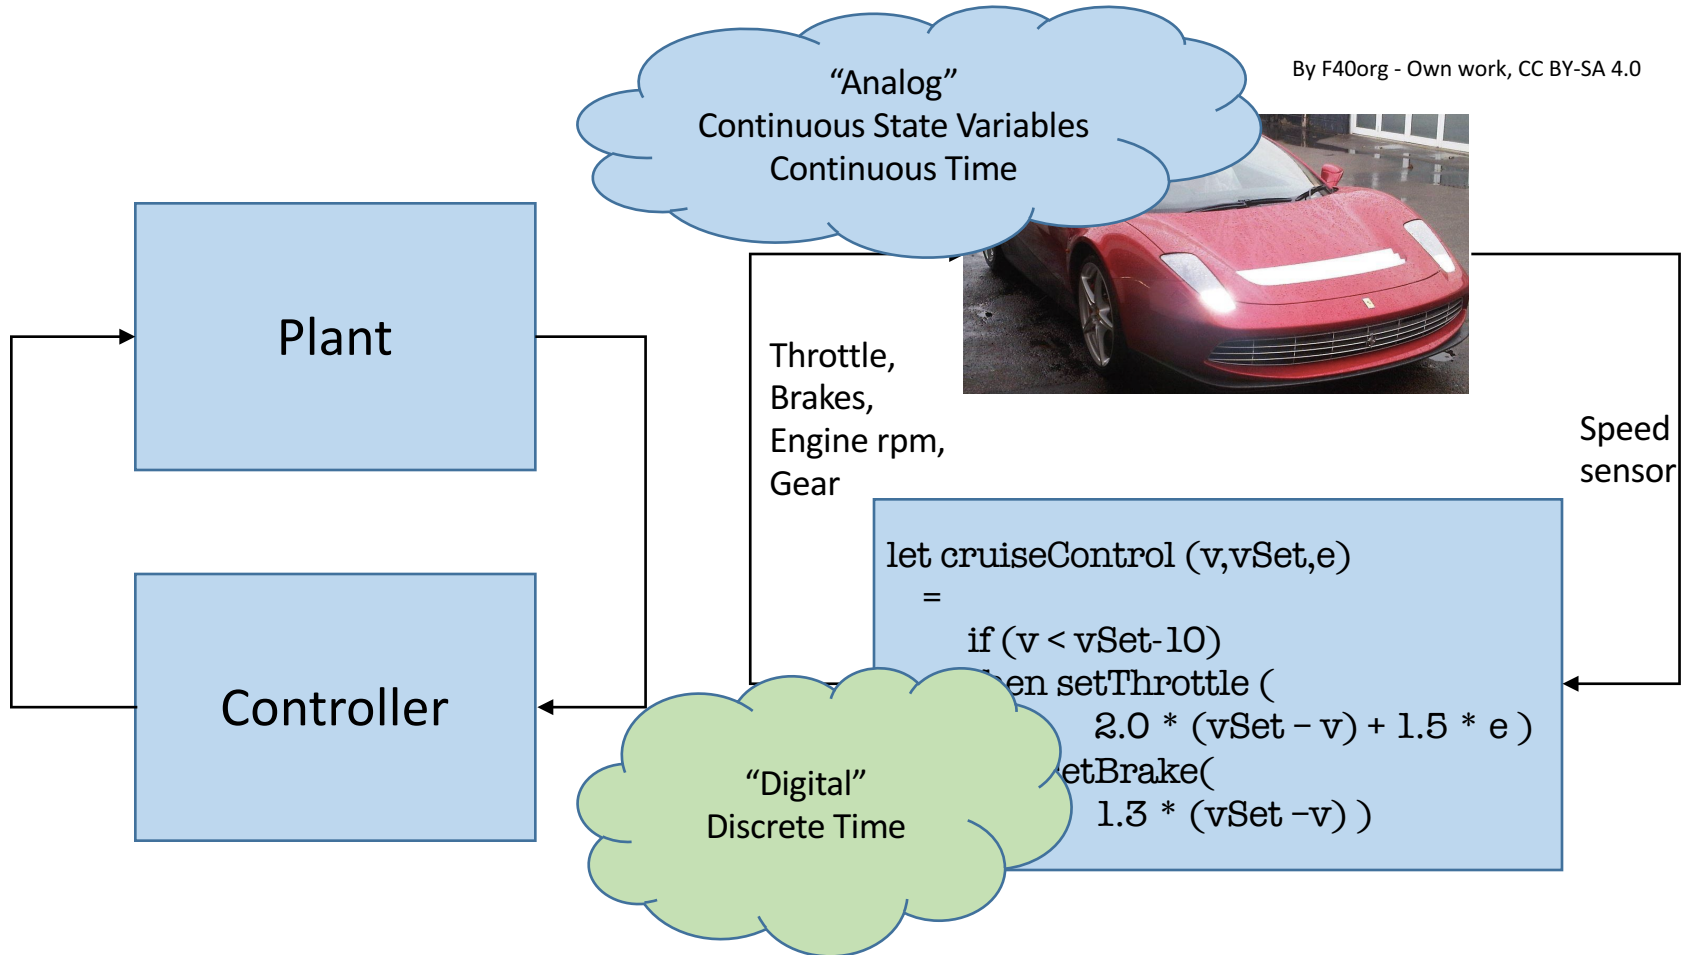 “Analog”
Continuous State Variables
Continuous Time
By F40org - Own work, CC BY-SA 4.0
Plant
Controller
Throttle,
Brakes,
Engine rpm,
Gear
Speed
sensor
let cruiseControl (v,vSet,e)
=
if (v < vSet-10)
hen setThrottle (
2.0 * (vSet – v) + 1.5 * e )
etBrake(
1.3 * (vSet –v) )
“Digital”
Discrete Time